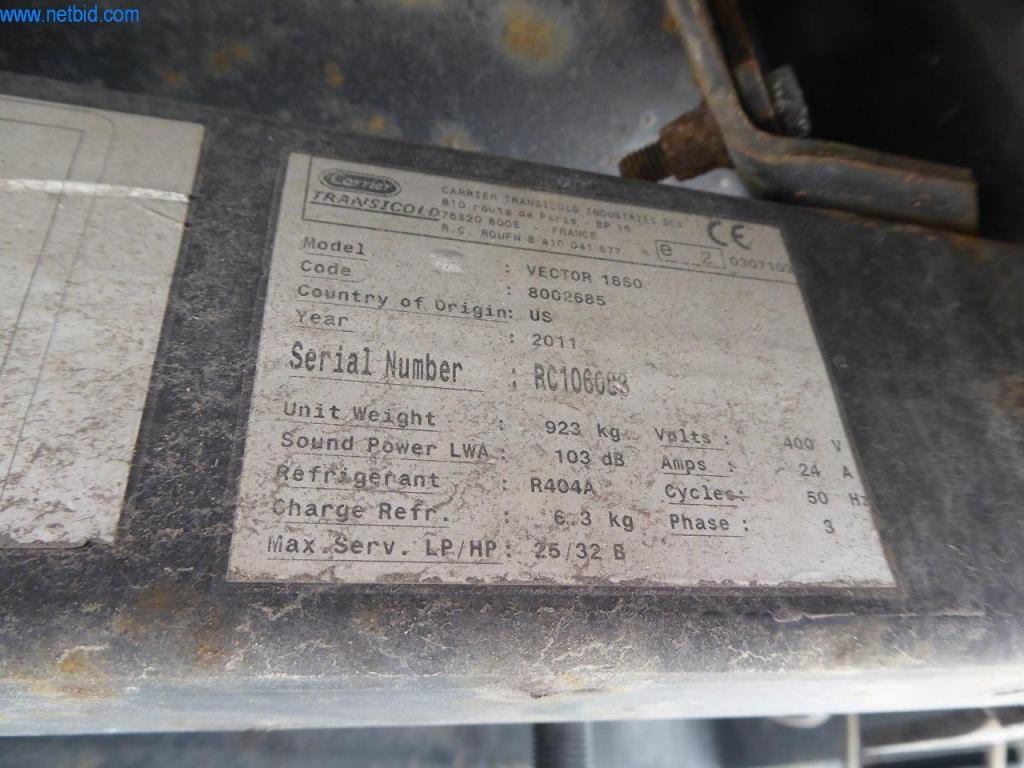 www.netbid.com
Carrier
TRANSICOLD
CARRIER TRANSICOLD INDUSTRIES SCS
810 route de Paris - BP 16
76520 BOOS - FRANCE
R.C. ROUEN B 410 041 677
CE
e 2 030710
Model : VECTOR 1850
Code : 8002685
Country of Origin: US
Year : 2011
Serial Number :
Unit Weight : 923 kg Volts : 400 V
Sound Power LWA : 103 dB Amps : 24 A
Refrigerant : R404A Cycles: 50 Hz
Charge Refr. : 6.3 kg Phase : 3
Max. Serv. LP/HP: 25/32 B